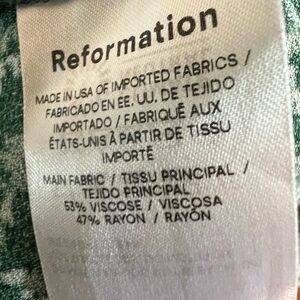 Reformation
MADE IN USA OF IMPORTED FABRICS /
FABRICADO EN EE. UU. DE TEJIDO
IMPORTADO / FABRIQUÉ AUX
ÉTATS-UNIS À PARTIR DE TISSU
IMPORTÉ
MAIN FABRIC / TISSU PRINCIPAL /
TEJIDO PRINCIPAL
53% VISCOSE / VISCOSA
47% RAYON / RAYÓN